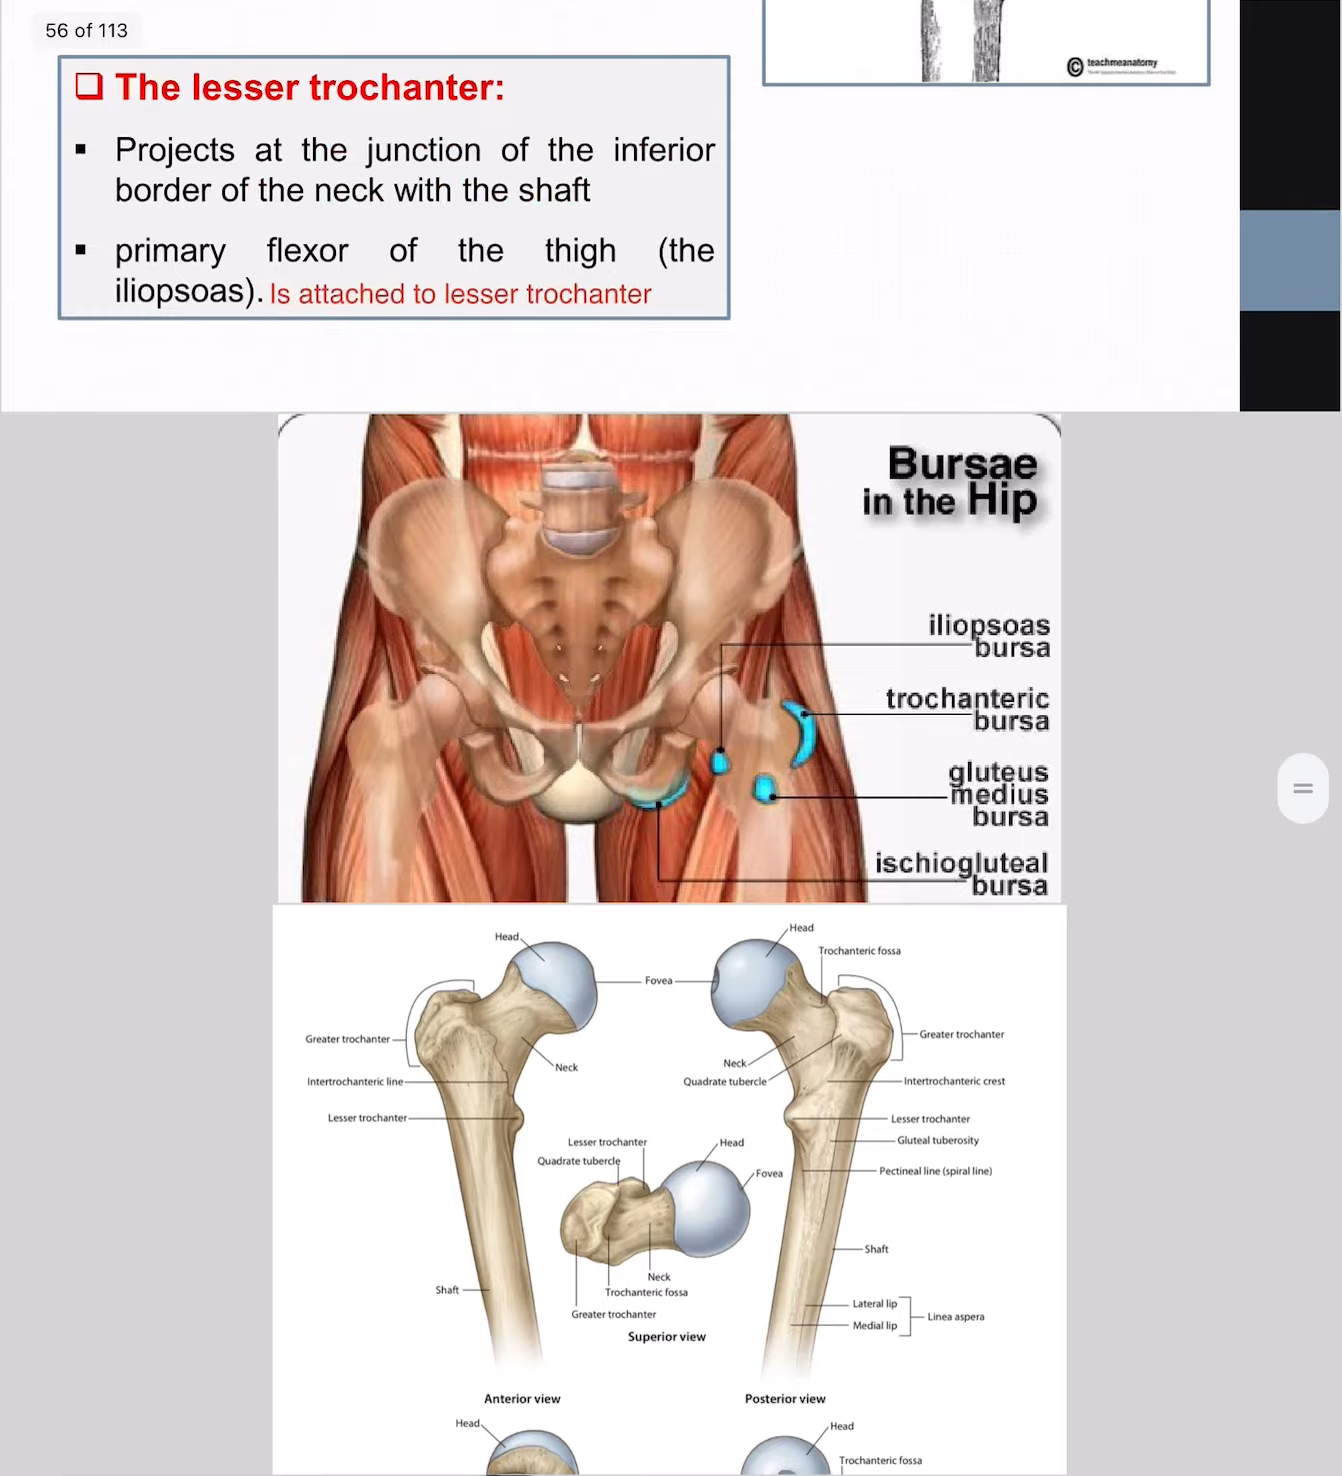 56 of 113
teachmeanatomy
❑ The lesser trochanter:
▪ Projects at the junction of the inferior
border of the neck with the shaft
▪ primary flexor of the thigh (the
iliopsoas). Is attached to lesser trochanter
Bursae
in the Hip
iliopsoas
bursa
trochanteric
bursa
gluteus
medius
bursa
ischiogluteal
bursa
Head
Fovea
Greater trochanter
Intertrochanteric line
Lesser trochanter
Neck
Shaft
Anterior view
Lesser trochanter
Quadrate tubercle
Head
Fovea
Neck
Trochanteric fossa
Greater trochanter
Superior view
Head
Trochanteric fossa
Greater trochanter
Neck
Quadrate tubercle
Intertrochanteric crest
Lesser trochanter
Gluteal tuberosity
Pectineal line (spiral line)
Shaft
Lateral lip
Medial lip
Linea aspera
Posterior view
Head
Head
Trochanteric fossa